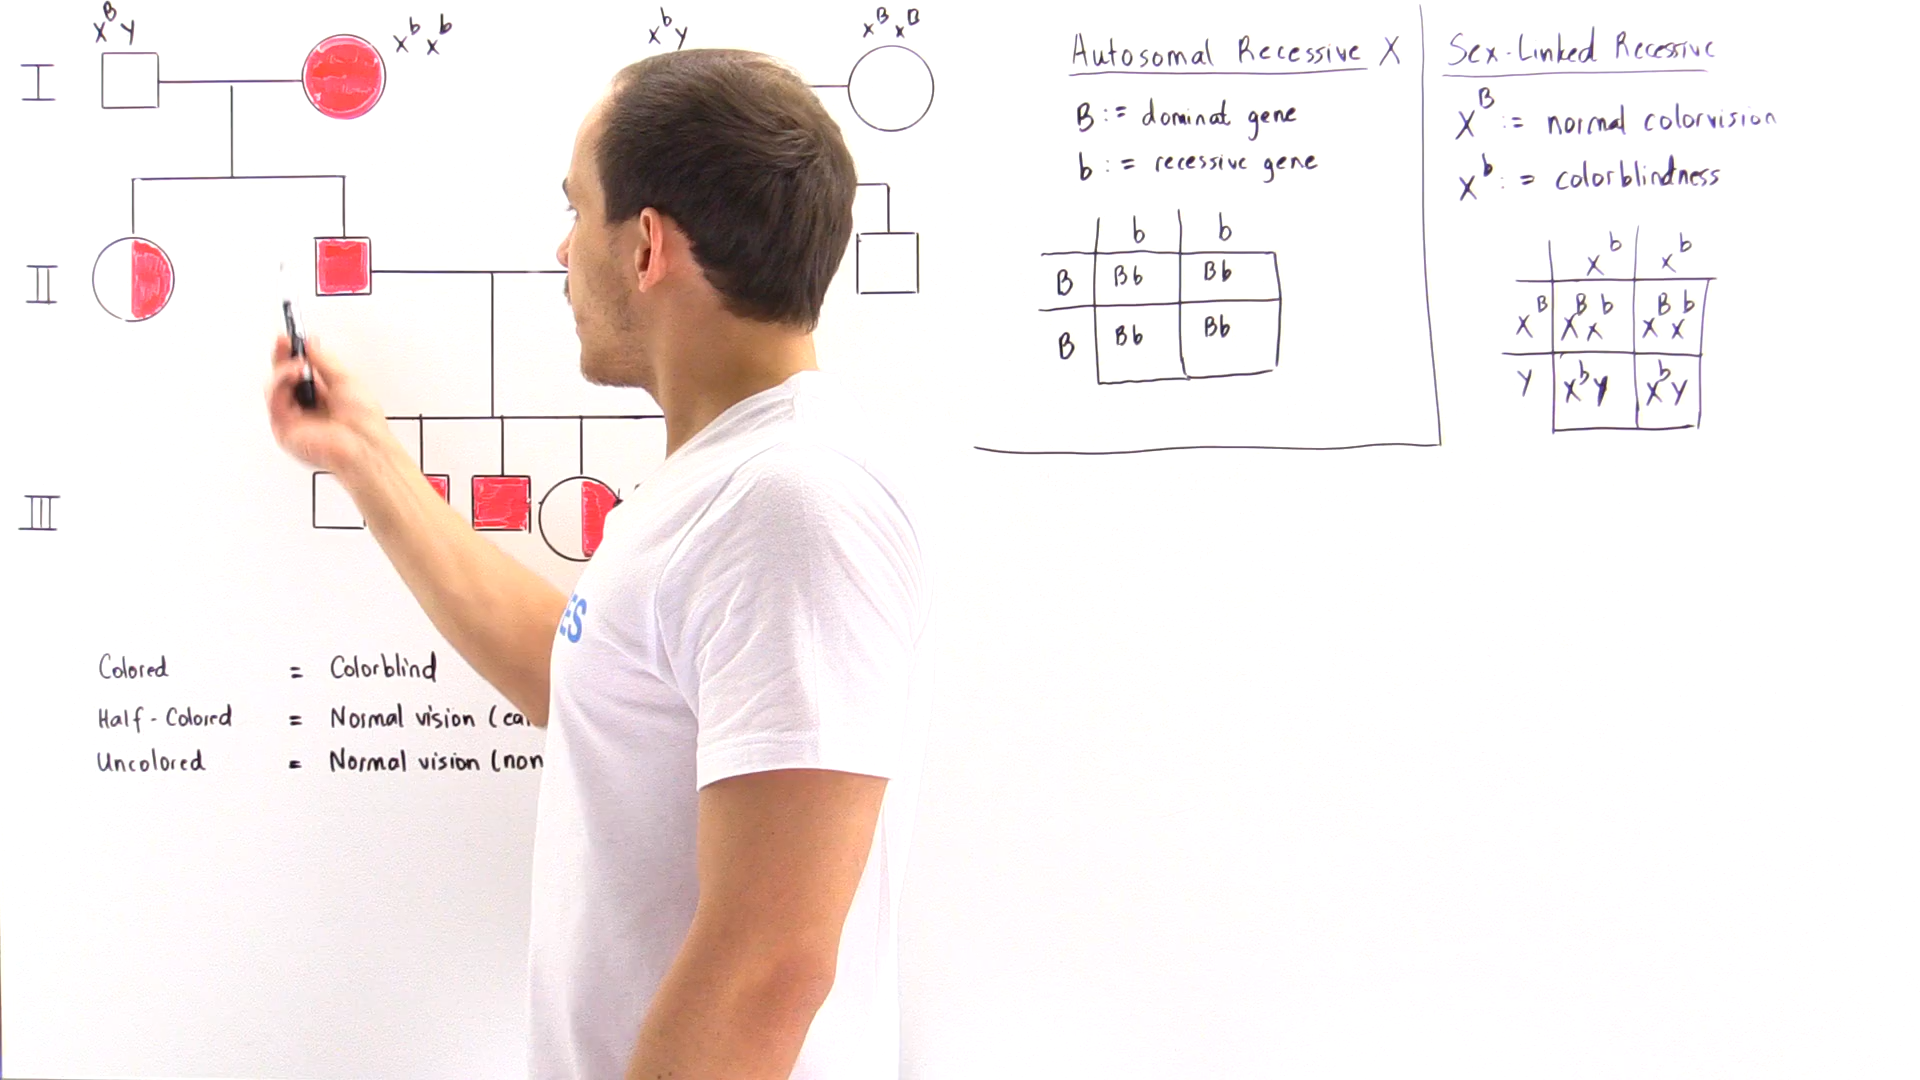 X^B Y
X^b X^b
X^b Y
X^B X^B
I
II
III
Colored = Colorblind
Half-Colored = Normal vision (
Uncolored = Normal vision (non
ES
Autosomal Recessive X
B := dominat gene
b := recessive gene
b b
B Bb Bb
B Bb Bb
Sex-Linked Recessive
X^B := normal colorvision
X^b := colorblindness
X^b X^b
X^B X^B X^b X^B X^b
Y X^b Y X^b Y